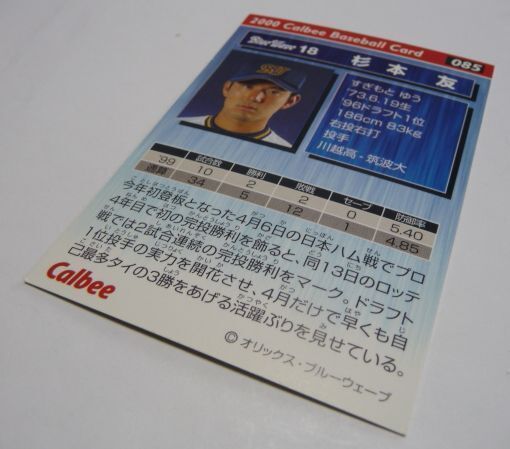 2000 Calbee Baseball Card 085
BlueWave 18 杉本 友
すぎもと ゆう
'73.6.19生
'96ドラフト1位
186cm 83kg
右投右打
投手
川越高・筑波大
試合数 勝利 敗戦 セーブ 防御率
'99 10 2 2 0 5.40
通算 34 5 12 1 4.85
今年初登板となった4月6日の日本ハム戦でプロ
4年目で初の完投勝利を飾ると、同13日のロッテ
戦では2試合連続の完投勝利をマーク。ドラフト
1位投手の実力を開花させ、4月だけで早くも自
己最多タイの3勝をあげる活躍ぶりを見せている。
Calbee
© オリックス・ブルーウェーブ